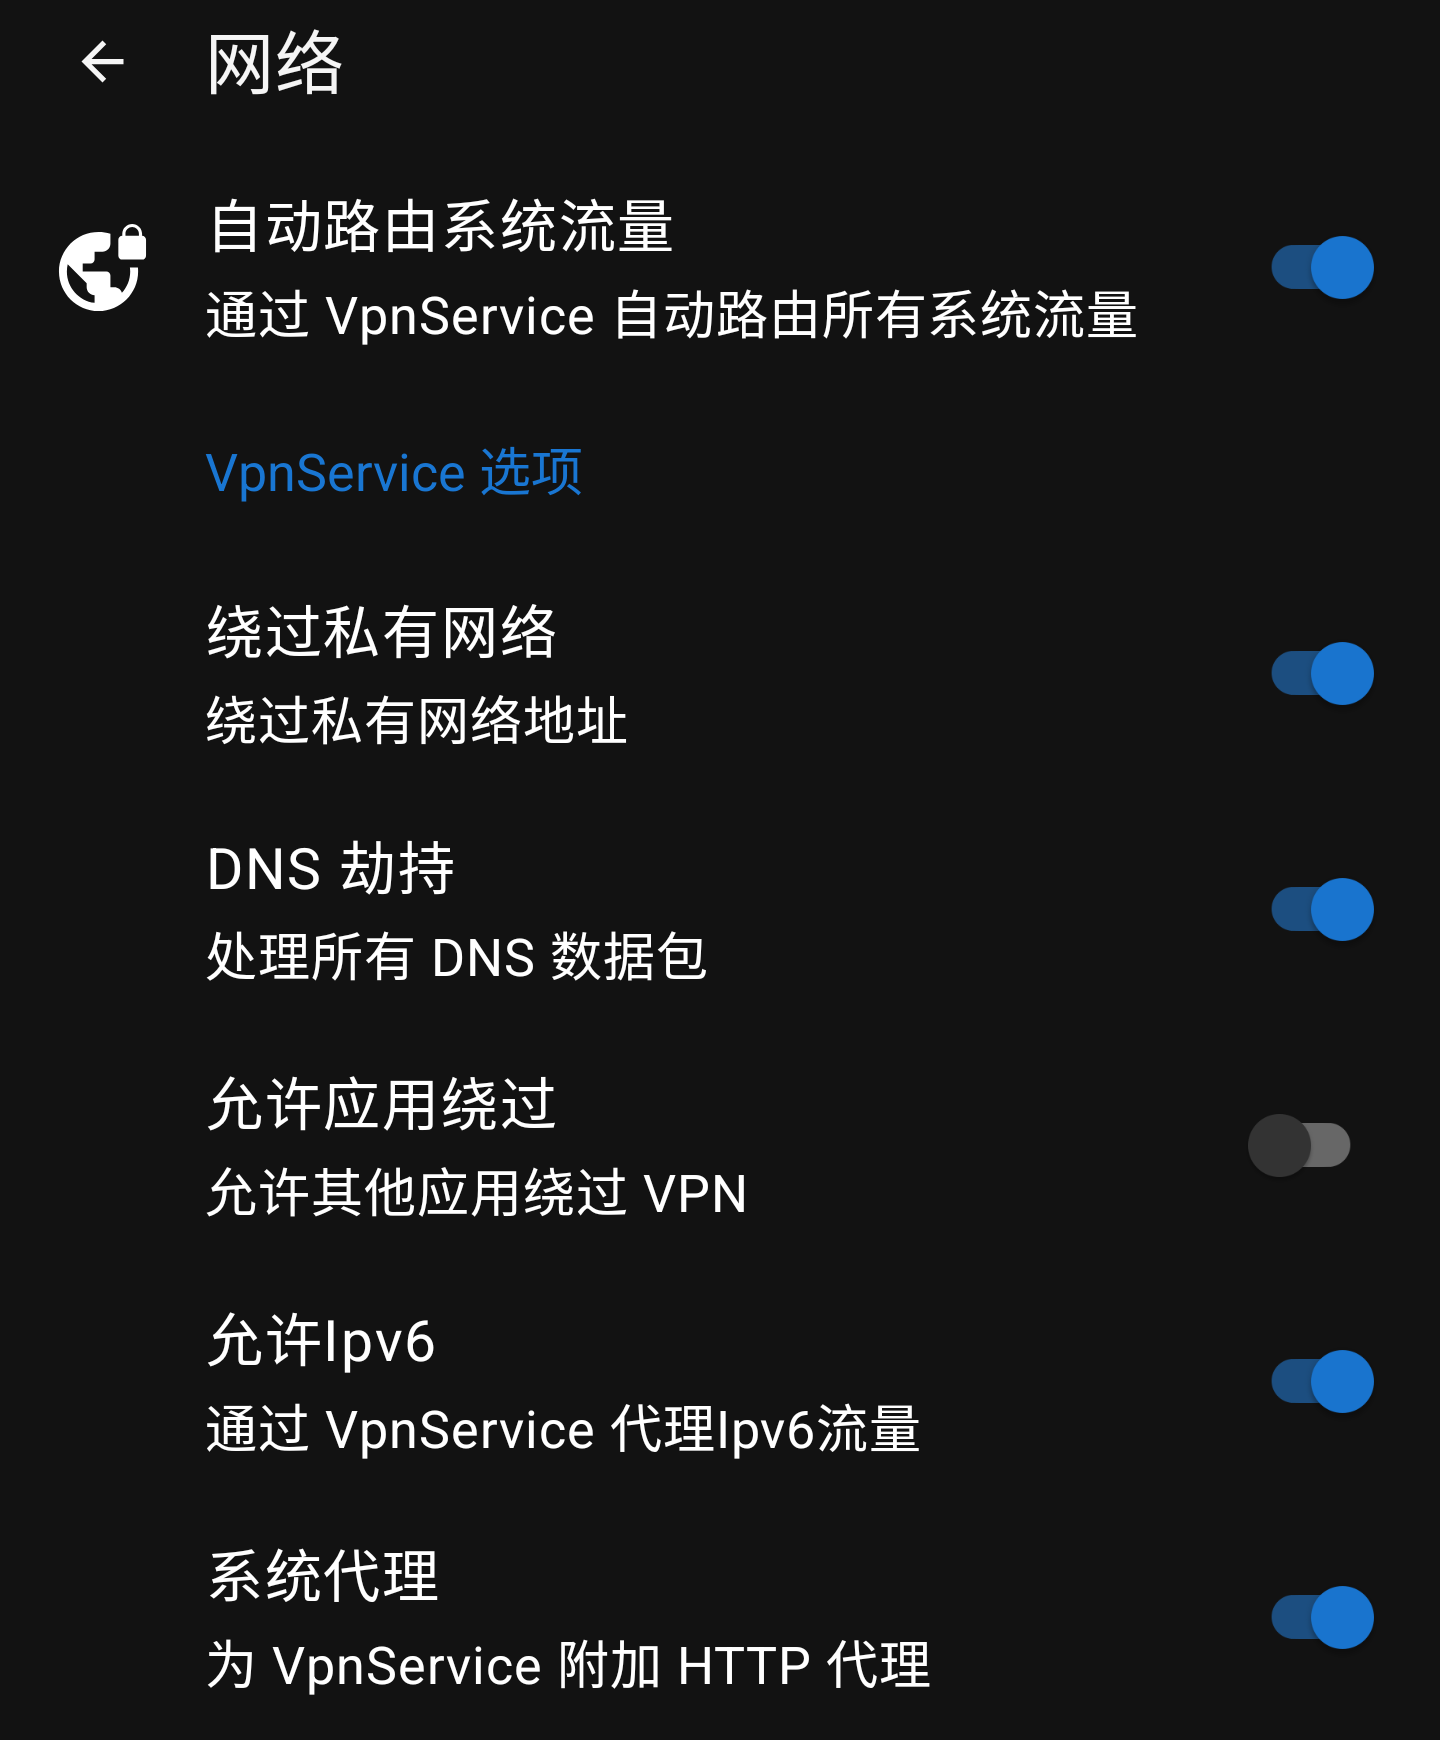 网络
自动路由系统流量
通过 VpnService 自动路由所有系统流量
VpnService 选项
绕过私有网络
绕过私有网络地址
DNS 劫持
处理所有 DNS 数据包
允许应用绕过
允许其他应用绕过 VPN
允许Ipv6
通过 VpnService 代理Ipv6流量
系统代理
为 VpnService 附加 HTTP 代理